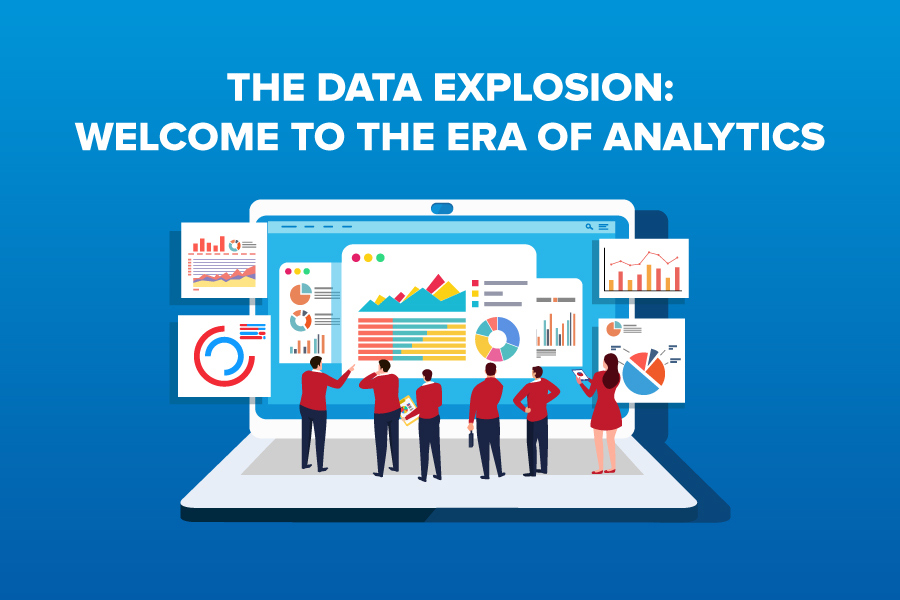 THE DATA EXPLOSION:
WELCOME TO THE ERA OF ANALYTICS